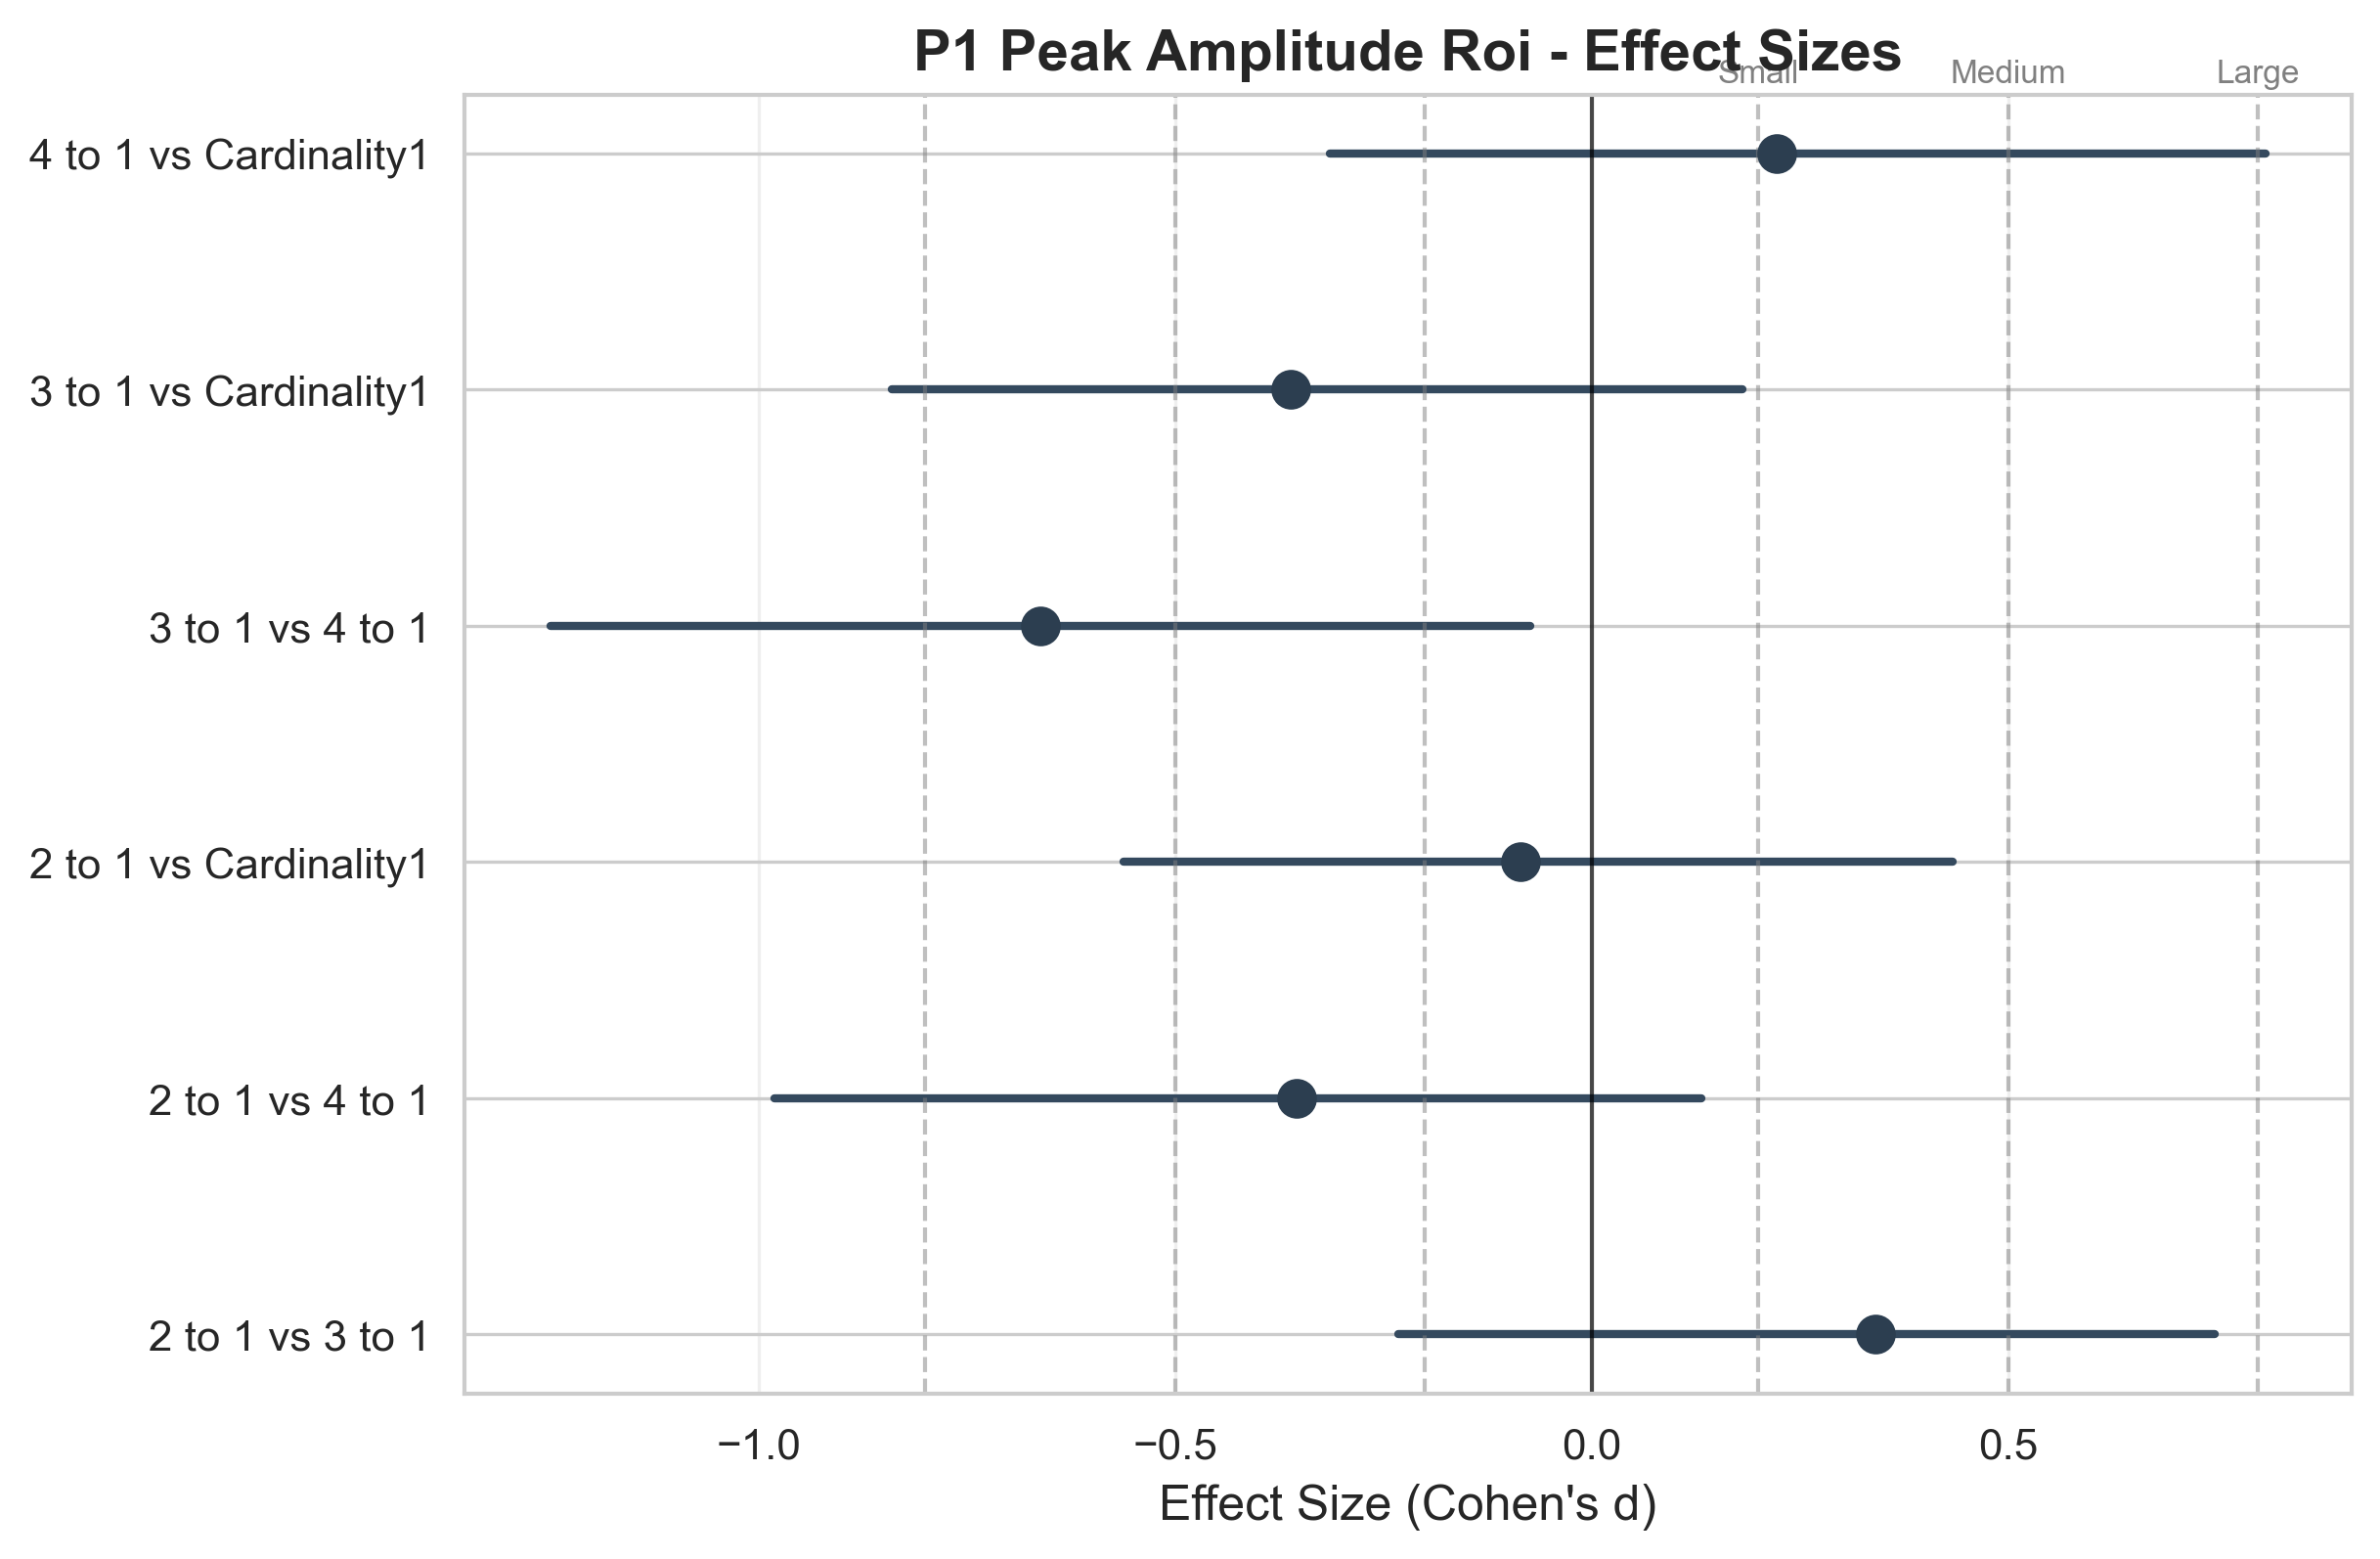 P1 Peak Amplitude Roi - Effect Sizes
Small Medium Large
4 to 1 vs Cardinality1
3 to 1 vs Cardinality1
3 to 1 vs 4 to 1
2 to 1 vs Cardinality1
2 to 1 vs 4 to 1
2 to 1 vs 3 to 1
−1.0 −0.5 0.0 0.5
Effect Size (Cohen's d)